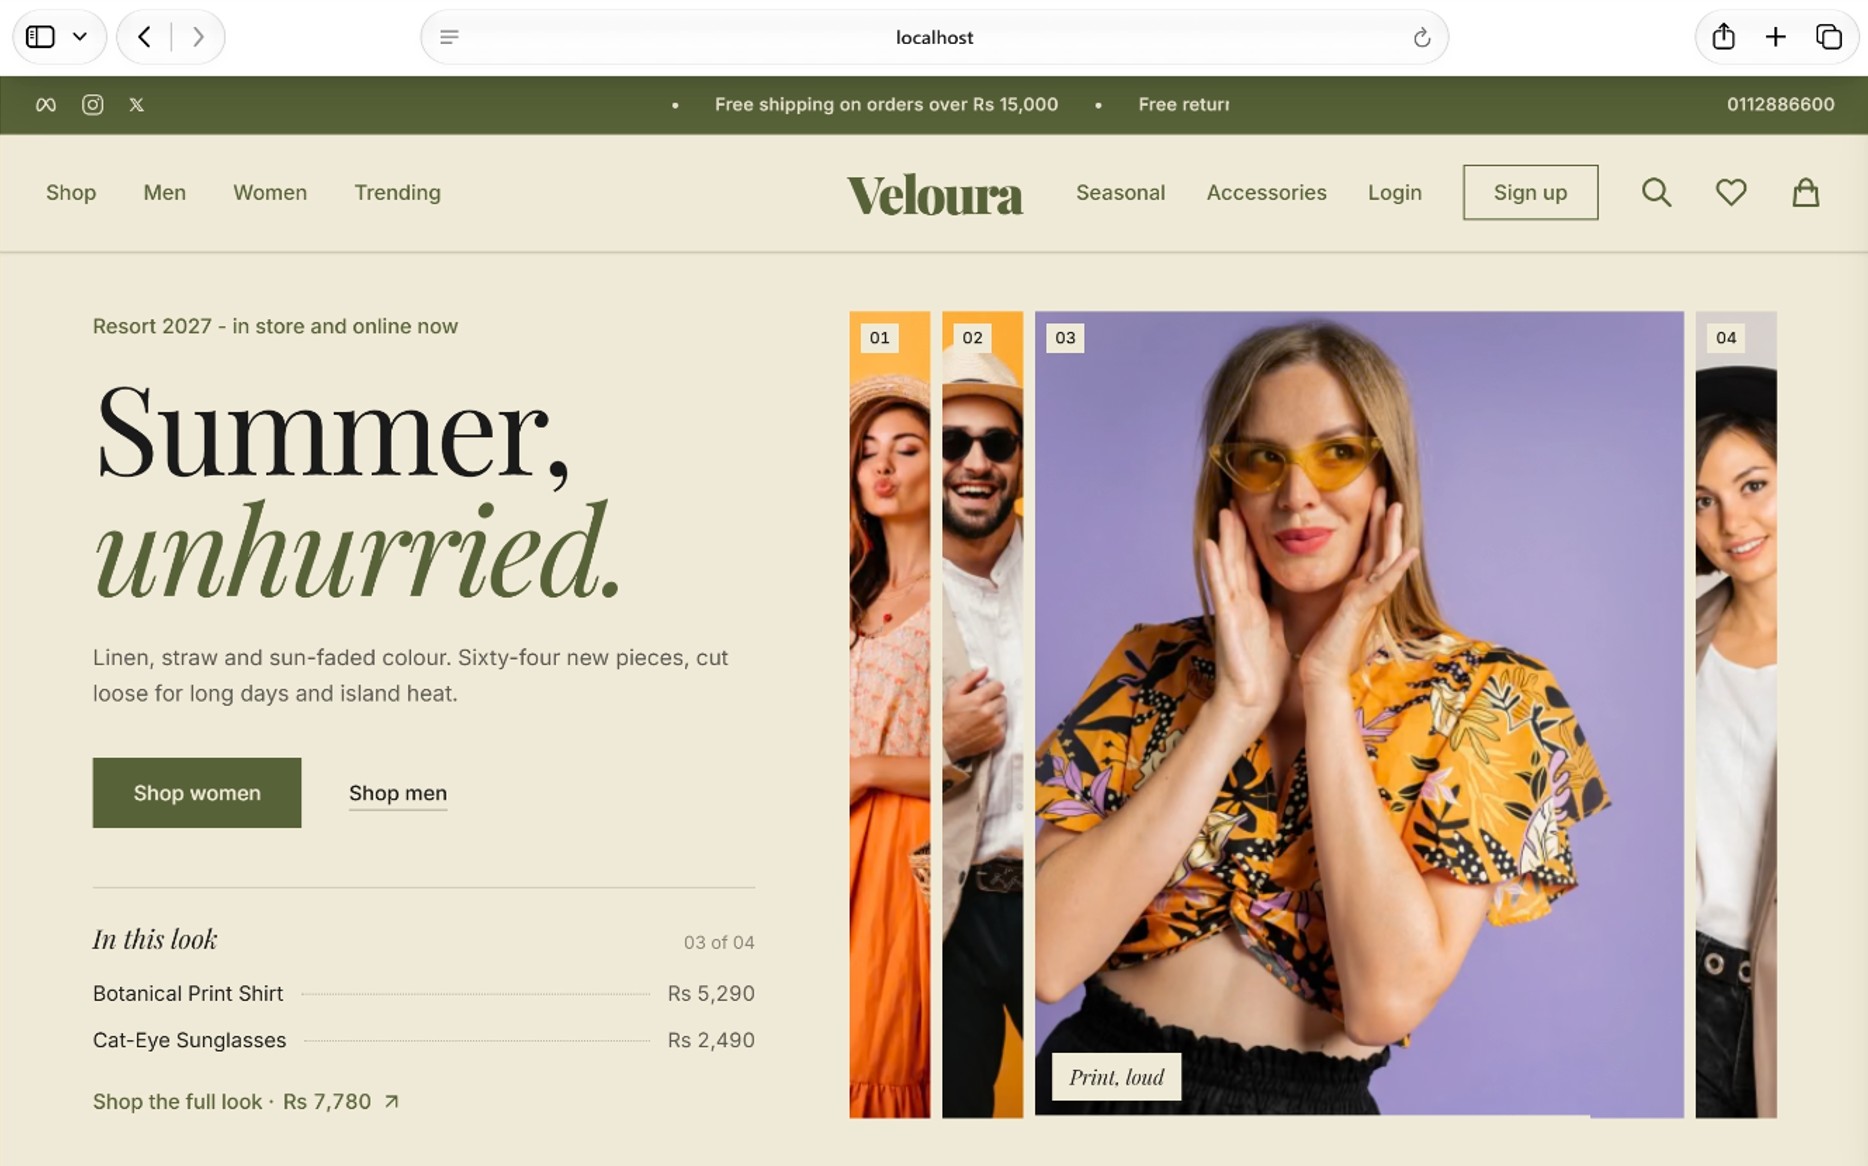 localhost
• Free shipping on orders over Rs 15,000 • Free return
0112886600
Shop Men Women Trending
Veloura
Seasonal Accessories Login Sign up
Resort 2027 - in store and online now
Summer,
unhurried.
Linen, straw and sun-faded colour. Sixty-four new pieces, cut
loose for long days and island heat.
Shop women Shop men
In this look 03 of 04
Botanical Print Shirt Rs 5,290
Cat-Eye Sunglasses Rs 2,490
Shop the full look · Rs 7,780 ↗
01
02
03
04
Print, loud